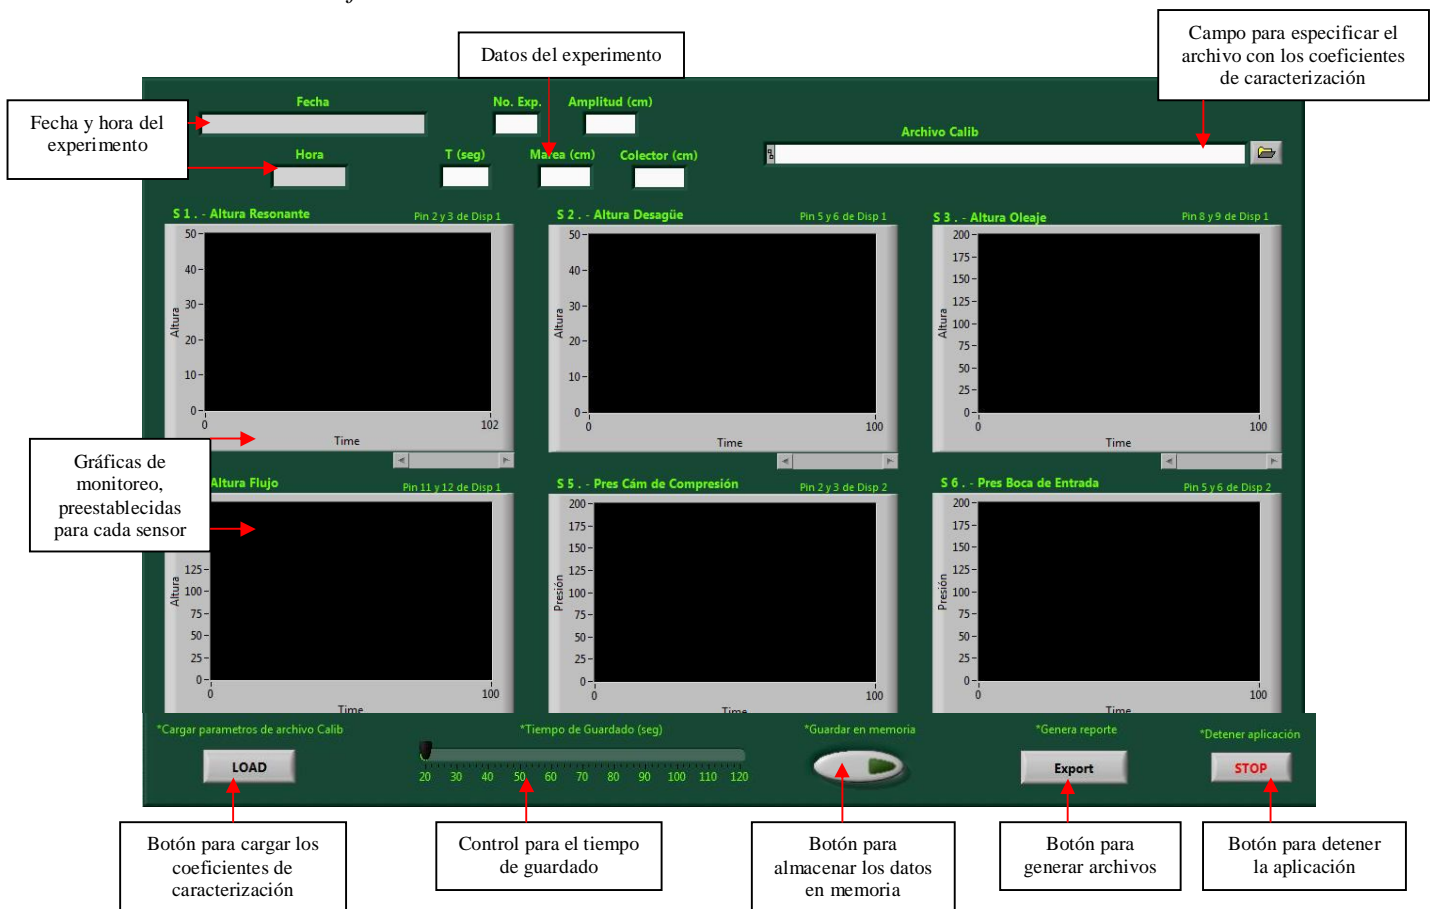 Datos del experimento
Campo para especificar el
archivo con los coeficientes
de caracterización
Fecha y hora del
experimento
Fecha
No. Exp.
Amplitud (cm)
Archivo Calib
Hora
T (seg)
Marea (cm)
Colector (cm)
S 1 . - Altura Resonante
Pin 2 y 3 de Disp 1
50
40
30
20
10
0
Altura
0
102
Time
S 2 . - Altura Desagüe
Pin 5 y 6 de Disp 1
50
40
30
20
10
0
Altura
0
100
Time
S 3 . - Altura Oleaje
Pin 8 y 9 de Disp 1
200
175
150
125
100
75
50
25
0
Altura
0
100
Time
Gráficas de
monitoreo,
preestablecidas
para cada sensor
Altura Flujo
Pin 11 y 12 de Disp 1
125
100
75
50
25
0
Altura
0
100
Time
S 5 . - Pres Cám de Compresión
Pin 2 y 3 de Disp 2
200
175
150
125
100
75
50
25
0
Presión
0
100
Time
S 6 . - Pres Boca de Entrada
Pin 5 y 6 de Disp 2
200
175
150
125
100
75
50
25
0
Presión
0
100
Time
*Cargar parametros de archivo Calib
*Tiempo de Guardado (seg)
*Guardar en memoria
*Genera reporte
*Detener aplicación
LOAD
20 30 40 50 60 70 80 90 100 110 120
Export
STOP
Botón para cargar los
coeficientes de
caracterización
Control para el tiempo
de guardado
Botón para
almacenar los datos
en memoria
Botón para
generar archivos
Botón para detener
la aplicación